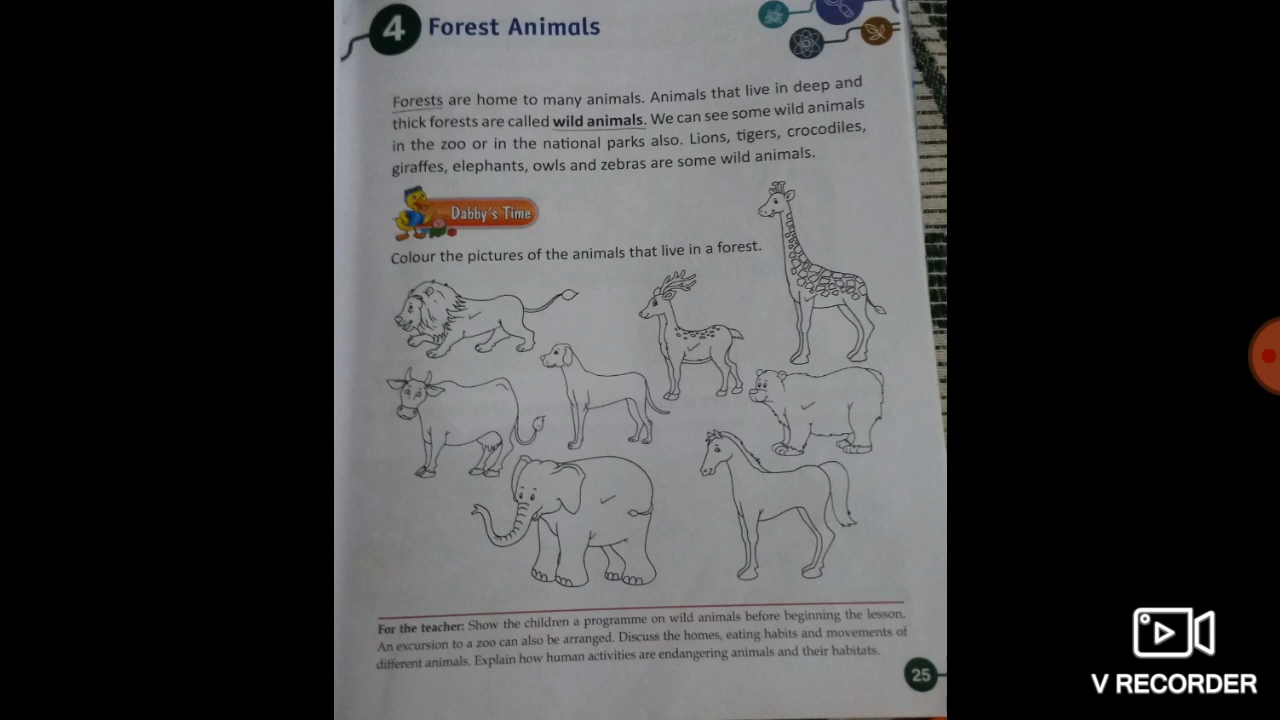 4 Forest Animals
Forests are home to many animals. Animals that live in deep and
thick forests are called wild animals. We can see some wild animals
in the zoo or in the national parks also. Lions, tigers, crocodiles,
giraffes, elephants, owls and zebras are some wild animals.
Dabby's Time
Colour the pictures of the animals that live in a forest.
For the teacher: Show the children a programme on wild animals before beginning the lesson.
An excursion to a zoo can also be arranged. Discuss the homes, eating habits and movements of
different animals. Explain how human activities are endangering animals and their habitats.
25
V RECORDER